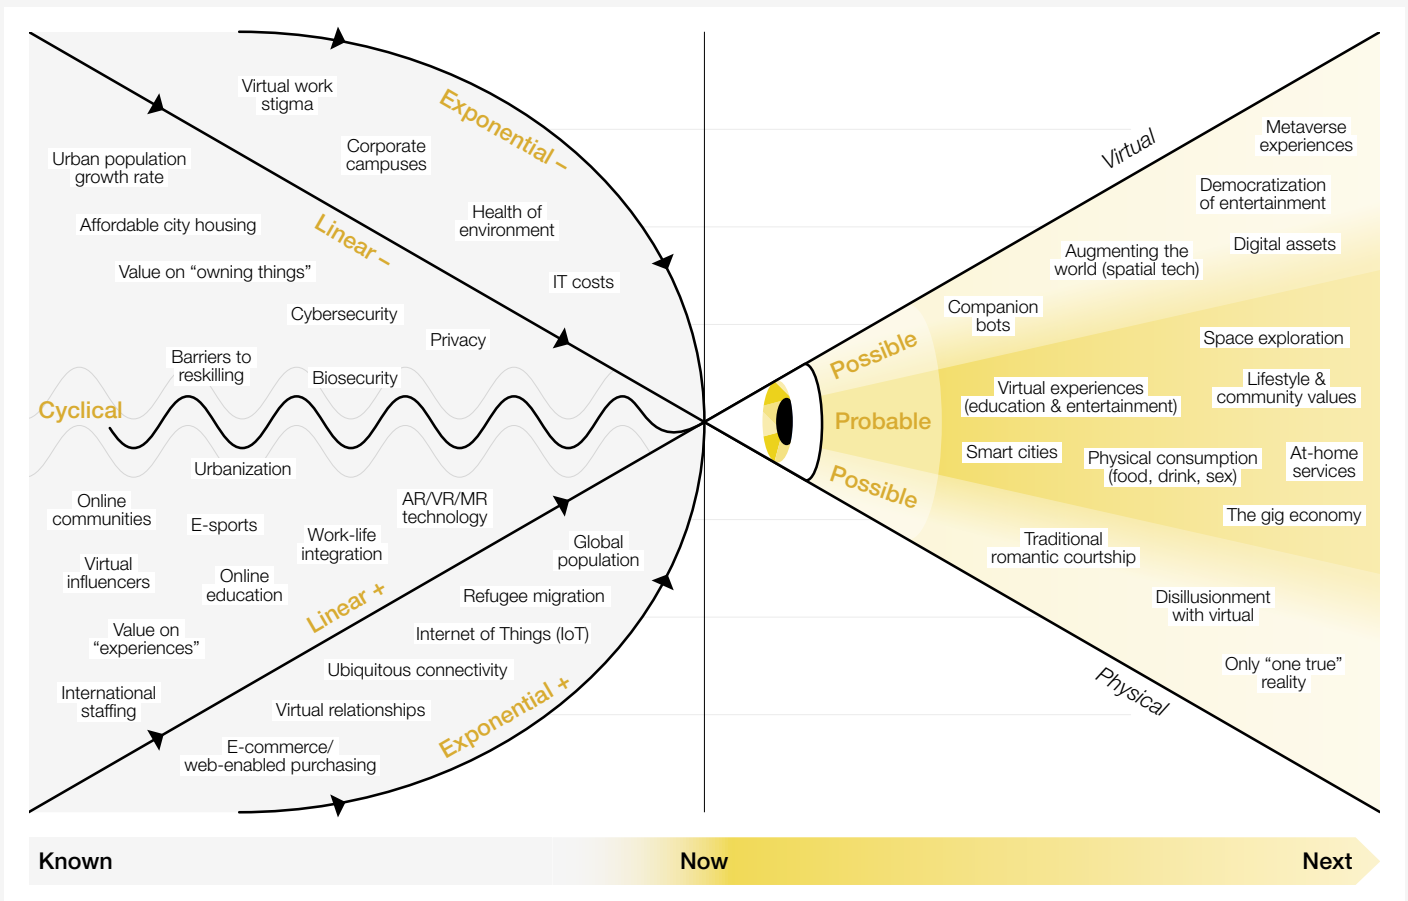 Virtual work
stigma
Exponential –
Corporate
campuses
Urban population
growth rate
Health of
environment
Affordable city housing
Linear –
Value on “owning things”
IT costs
Cybersecurity
Privacy
Barriers to
reskilling
Biosecurity
Cyclical
Urbanization
Online
communities
E-sports
AR/VR/MR
technology
Work-life
integration
Global
population
Virtual
influencers
Online
education
Linear +
Refugee migration
Value on
“experiences”
Internet of Things (IoT)
Ubiquitous connectivity
International
staffing
Virtual relationships
Exponential +
E-commerce/
web-enabled purchasing
Virtual
Metaverse
experiences
Democratization
of entertainment
Augmenting the
world (spatial tech)
Digital assets
Companion
bots
Possible
Space exploration
Virtual experiences
(education & entertainment)
Lifestyle &
community values
Probable
Smart cities
Physical consumption
(food, drink, sex)
At-home
services
Possible
The gig economy
Traditional
romantic courtship
Disillusionment
with virtual
Only “one true”
reality
Physical
Known
Now
Next